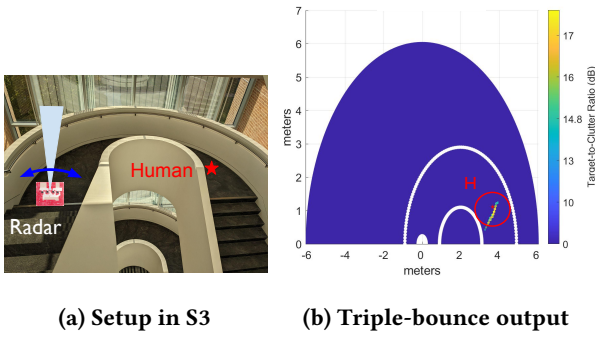 Human
Radar
7
6
5
4
3
2
1
0
meters
-6
-4
-2
0
2
4
6
meters
H
17
16
14.8
13
10
0
Target-to-Clutter Ratio (dB)
(a) Setup in S3
(b) Triple-bounce output